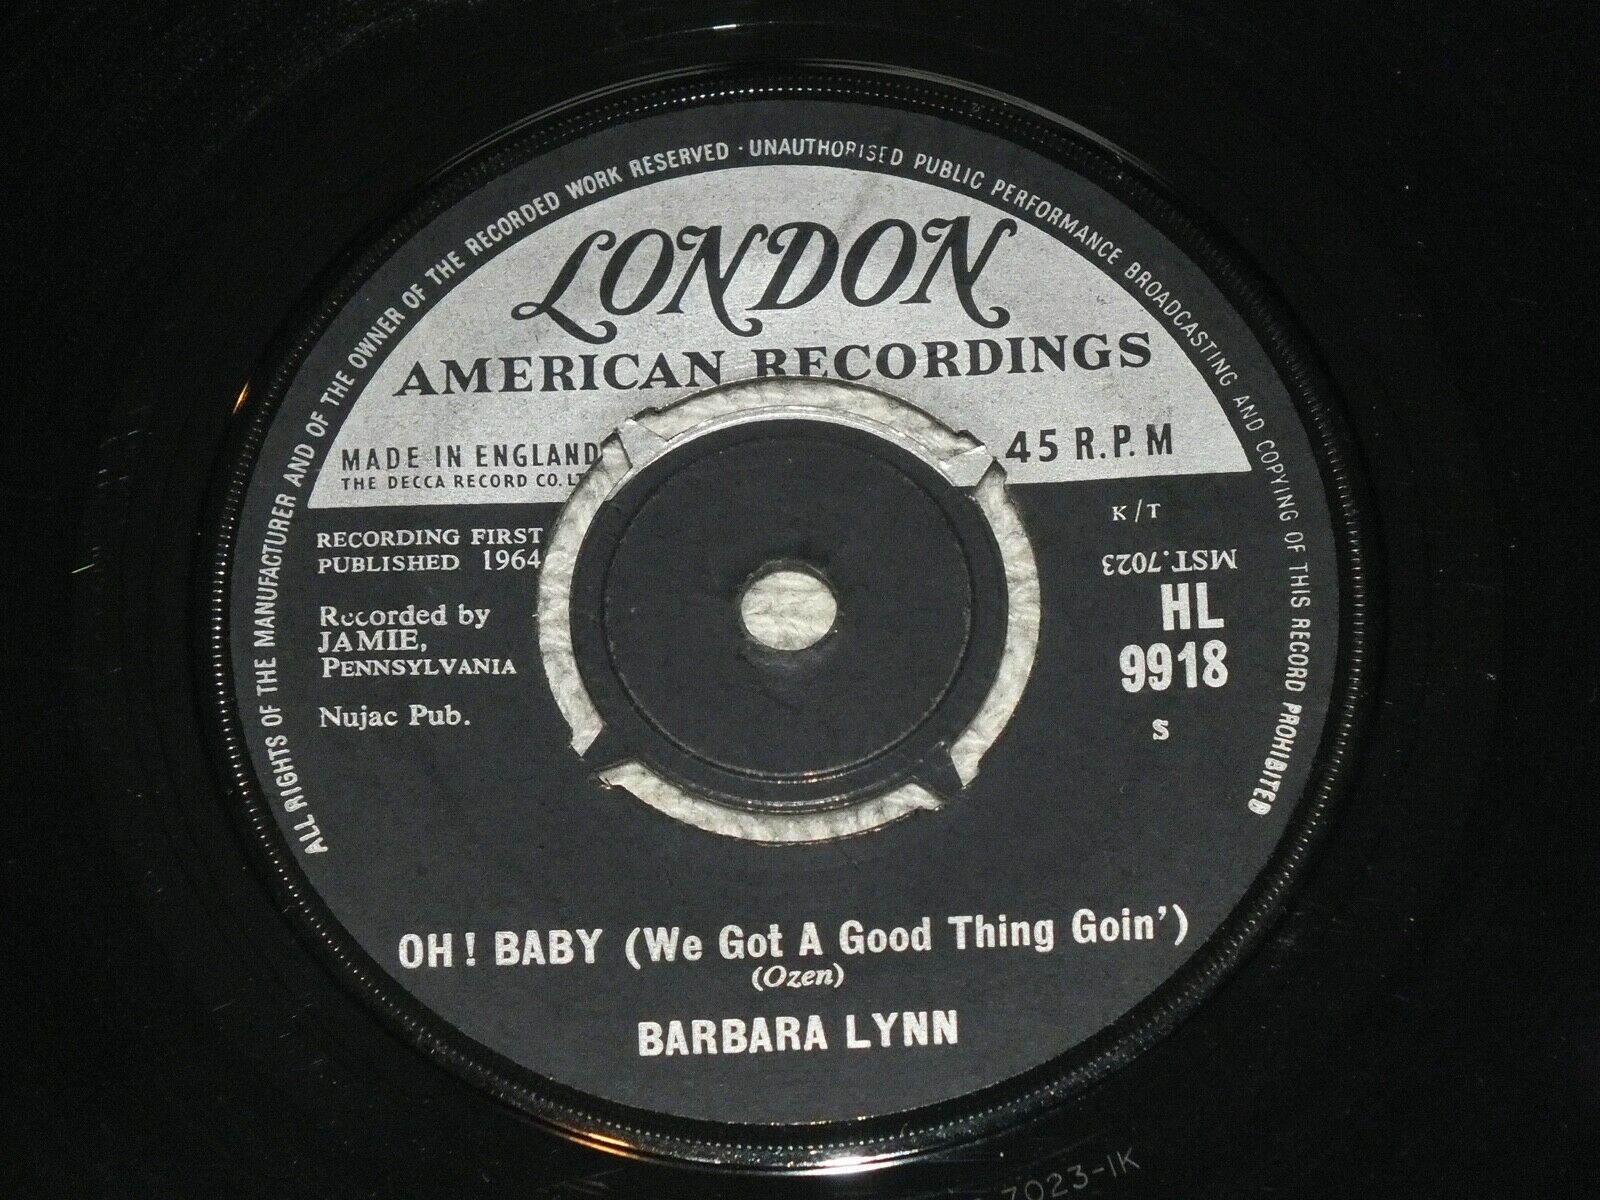 ALL RIGHTS OF THE MANUFACTURER AND OF THE OWNER OF THE RECORDED WORK RESERVED · UNAUTHORISED PUBLIC PERFORMANCE BROADCASTING AND COPYING OF THIS RECORD PROHIBITED
LONDON
AMERICAN RECORDINGS
MADE IN ENGLAND
THE DECCA RECORD CO. LT
45 R.P.M
RECORDING FIRST
PUBLISHED 1964
Recorded by
JAMIE,
PENNSYLVANIA
Nujac Pub.
K/T
MST.7023
HL
9918
S
OH! BABY (We Got A Good Thing Goin')
(Ozen)
BARBARA LYNN
7023-1K